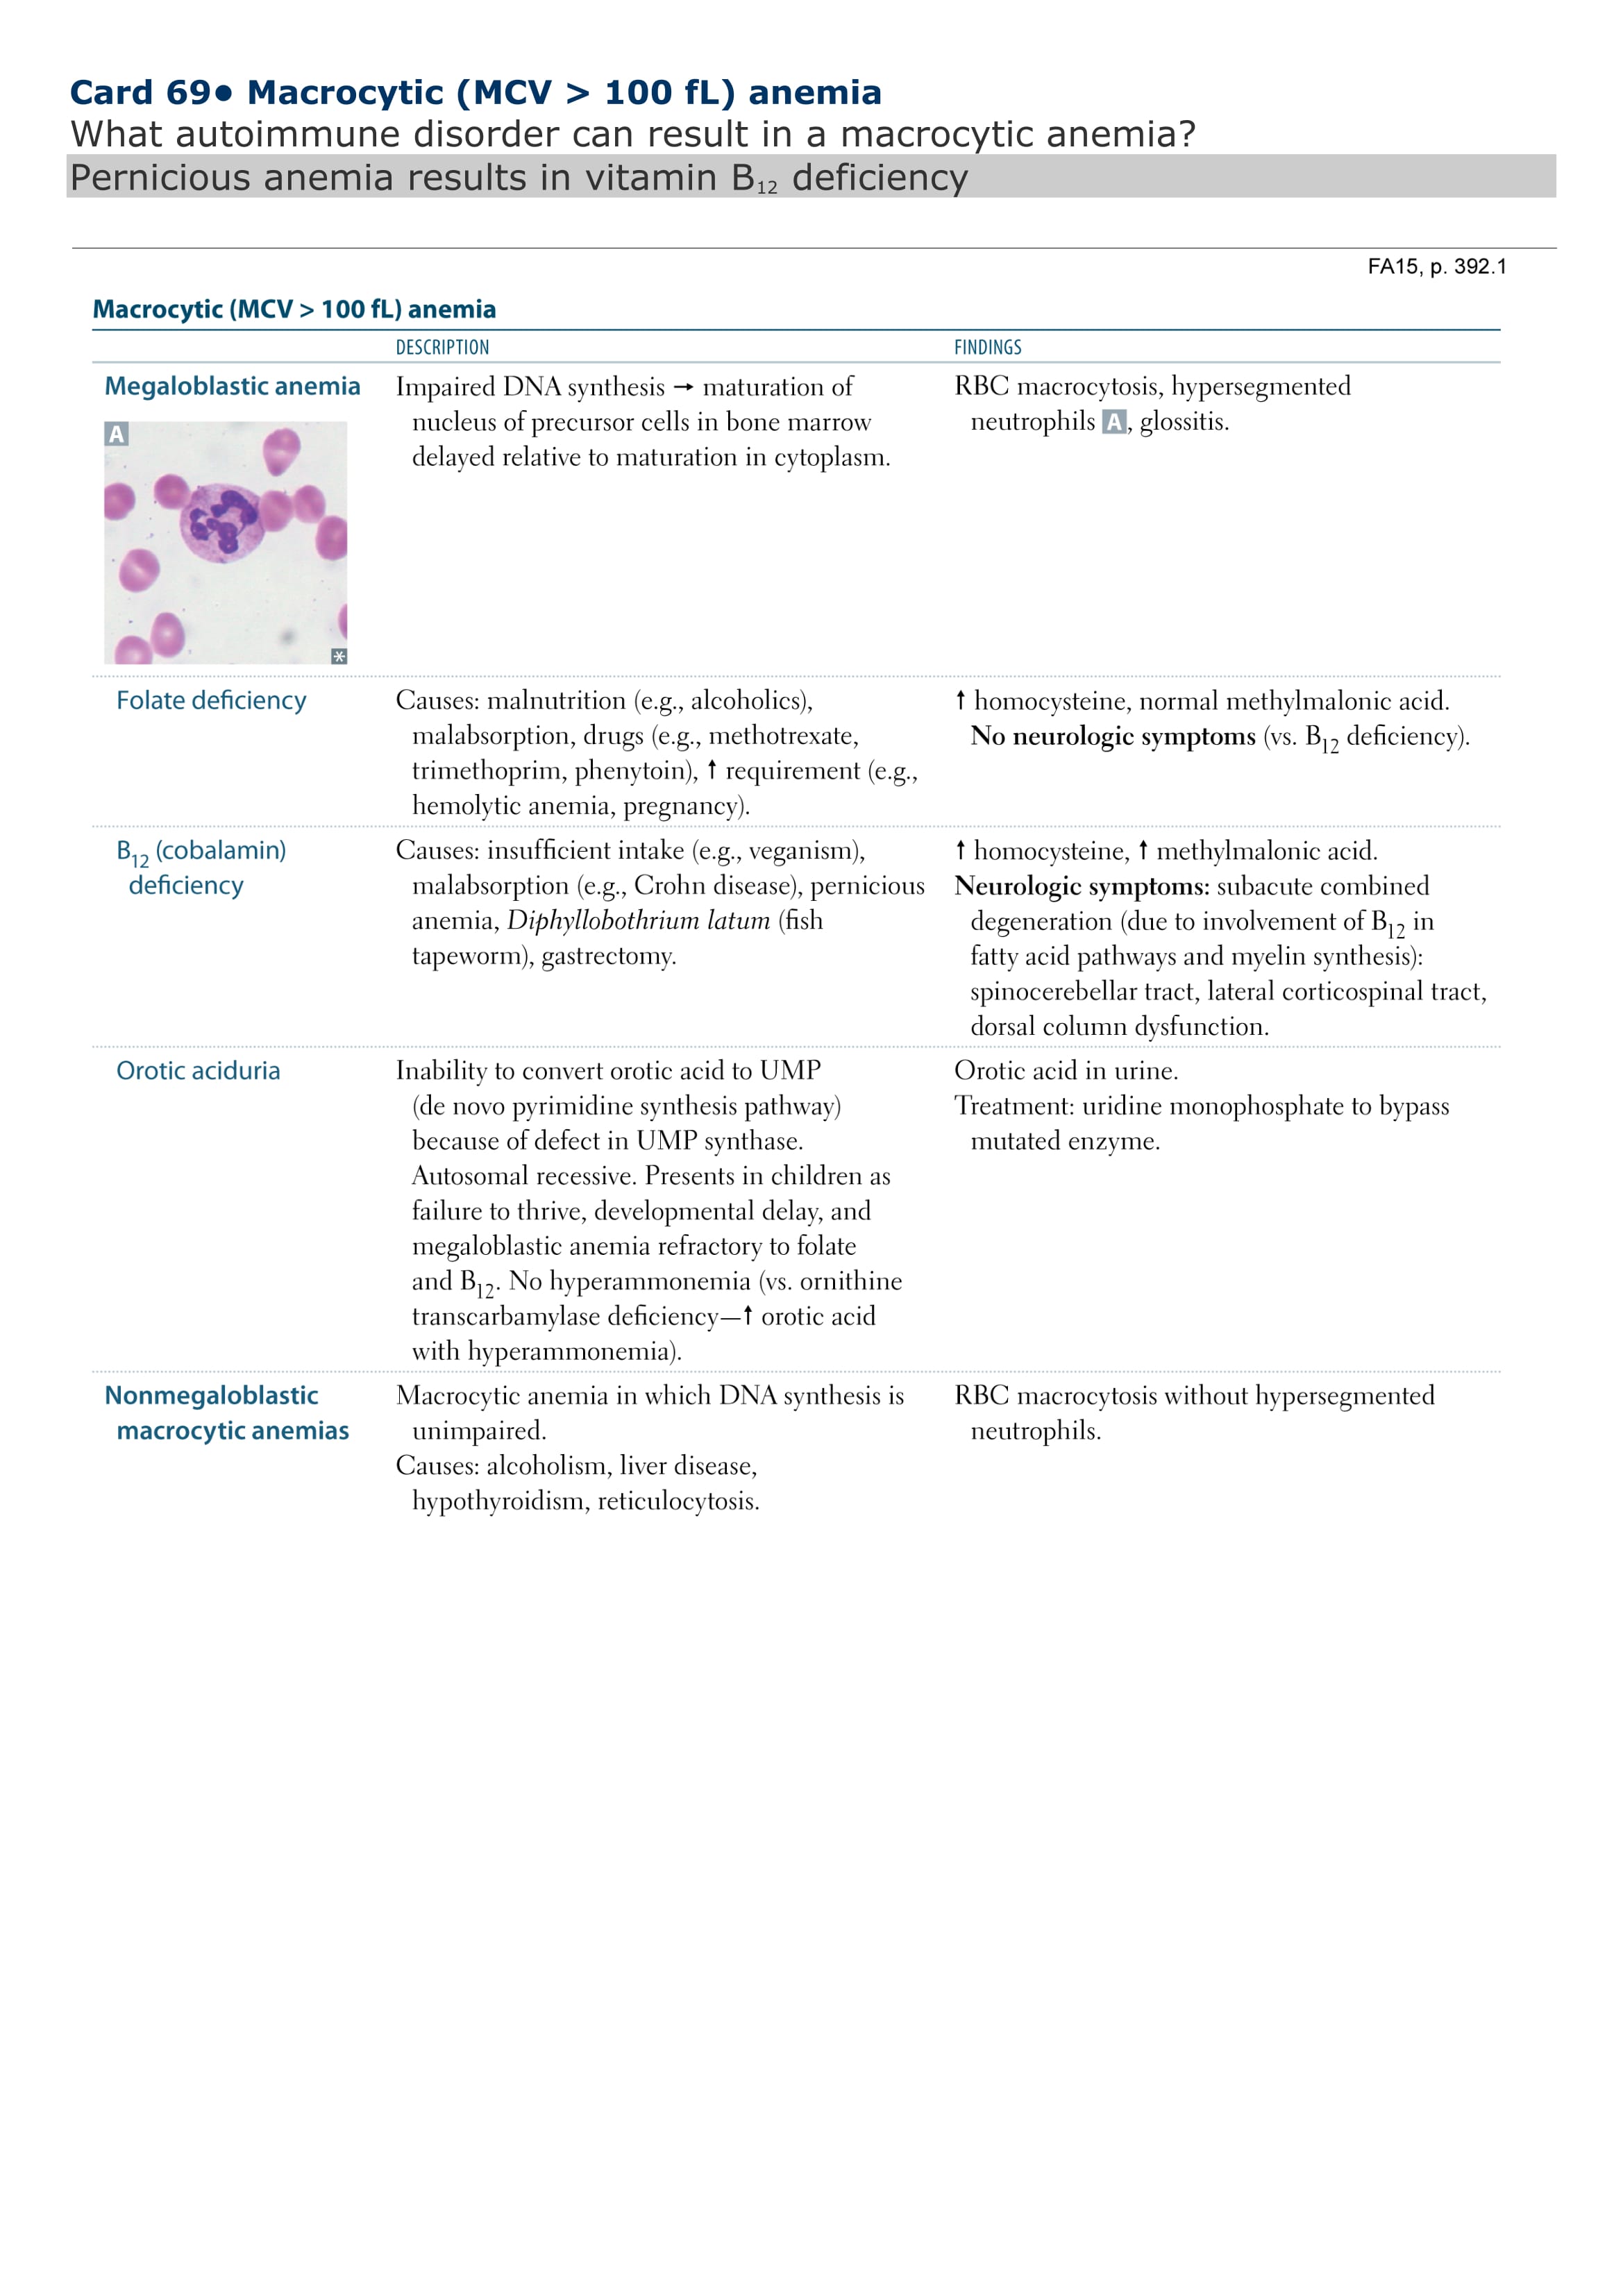 Card 69● Macrocytic (MCV > 100 fL) anemia
What autoimmune disorder can result in a macrocytic anemia?
Pernicious anemia results in vitamin B12 deficiency
FA15, p. 392.1
Macrocytic (MCV > 100 fL) anemia
DESCRIPTION
FINDINGS
Megaloblastic anemia
A
*
Impaired DNA synthesis → maturation of
nucleus of precursor cells in bone marrow
delayed relative to maturation in cytoplasm.
RBC macrocytosis, hypersegmented
neutrophils A, glossitis.
Folate deficiency
Causes: malnutrition (e.g., alcoholics),
malabsorption, drugs (e.g., methotrexate,
trimethoprim, phenytoin), ↑ requirement (e.g.,
hemolytic anemia, pregnancy).
↑ homocysteine, normal methylmalonic acid.
No neurologic symptoms (vs. B12 deficiency).
B12 (cobalamin)
deficiency
Causes: insufficient intake (e.g., veganism),
malabsorption (e.g., Crohn disease), pernicious
anemia, Diphyllobothrium latum (fish
tapeworm), gastrectomy.
↑ homocysteine, ↑ methylmalonic acid.
Neurologic symptoms: subacute combined
degeneration (due to involvement of B12 in
fatty acid pathways and myelin synthesis):
spinocerebellar tract, lateral corticospinal tract,
dorsal column dysfunction.
Orotic aciduria
Inability to convert orotic acid to UMP
(de novo pyrimidine synthesis pathway)
because of defect in UMP synthase.
Autosomal recessive. Presents in children as
failure to thrive, developmental delay, and
megaloblastic anemia refractory to folate
and B12. No hyperammonemia (vs. ornithine
transcarbamylase deficiency—↑ orotic acid
with hyperammonemia).
Orotic acid in urine.
Treatment: uridine monophosphate to bypass
mutated enzyme.
Nonmegaloblastic
macrocytic anemias
Macrocytic anemia in which DNA synthesis is
unimpaired.
Causes: alcoholism, liver disease,
hypothyroidism, reticulocytosis.
RBC macrocytosis without hypersegmented
neutrophils.